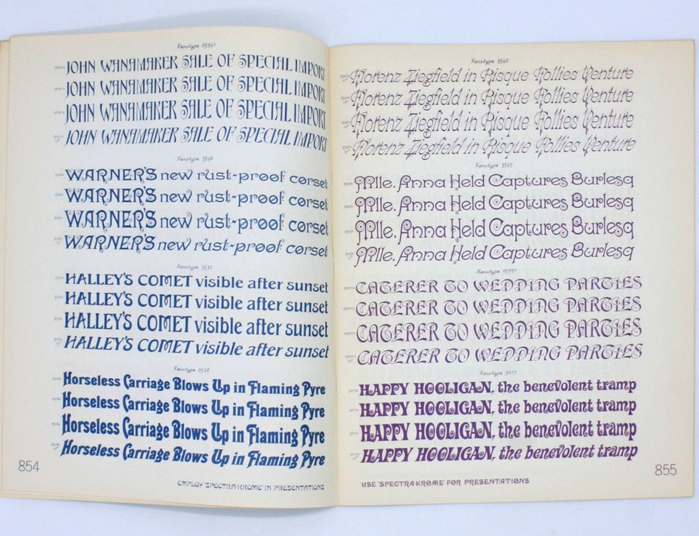 JOHN WANAMAKER SALE OF SPECIAL IMPORT
JOHN WANAMAKER SALE OF SPECIAL IMPORT
JOHN WANAMAKER SALE OF SPECIAL IMPORT
JOHN WANAMAKER SALE OF SPECIAL IMPORT
WARNER'S new rust-proof corset
WARNER'S new rust-proof corset
WARNER'S new rust-proof corset
WARNER'S new rust-proof corset
HALLEY'S COMET visible after sunset
HALLEY'S COMET visible after sunset
HALLEY'S COMET visible after sunset
HALLEY'S COMET visible after sunset
Horseless Carriage Blows Up in Flaming Pyre
Horseless Carriage Blows Up in Flaming Pyre
Horseless Carriage Blows Up in Flaming Pyre
Horseless Carriage Blows Up in Flaming Pyre
854
EMPLOY 'SPECTRAKROME' IN PRESENTATIONS
Florenz Ziegfield in Risque Follies Venture
Florenz Ziegfield in Risque Follies Venture
Florenz Ziegfield in Risque Follies Venture
Florenz Ziegfield in Risque Follies Venture
Mlle. Anna Held Captures Burlesq
Mlle. Anna Held Captures Burlesq
Mlle. Anna Held Captures Burlesq
Mlle. Anna Held Captures Burlesq
CATERER TO WEDDING PARTIES
CATERER TO WEDDING PARTIES
CATERER TO WEDDING PARTIES
CATERER TO WEDDING PARTIES
HAPPY HOOLIGAN, the benevolent tramp
HAPPY HOOLIGAN, the benevolent tramp
HAPPY HOOLIGAN, the benevolent tramp
HAPPY HOOLIGAN, the benevolent tramp
855
USE 'SPECTRAKROME' FOR PRESENTATIONS